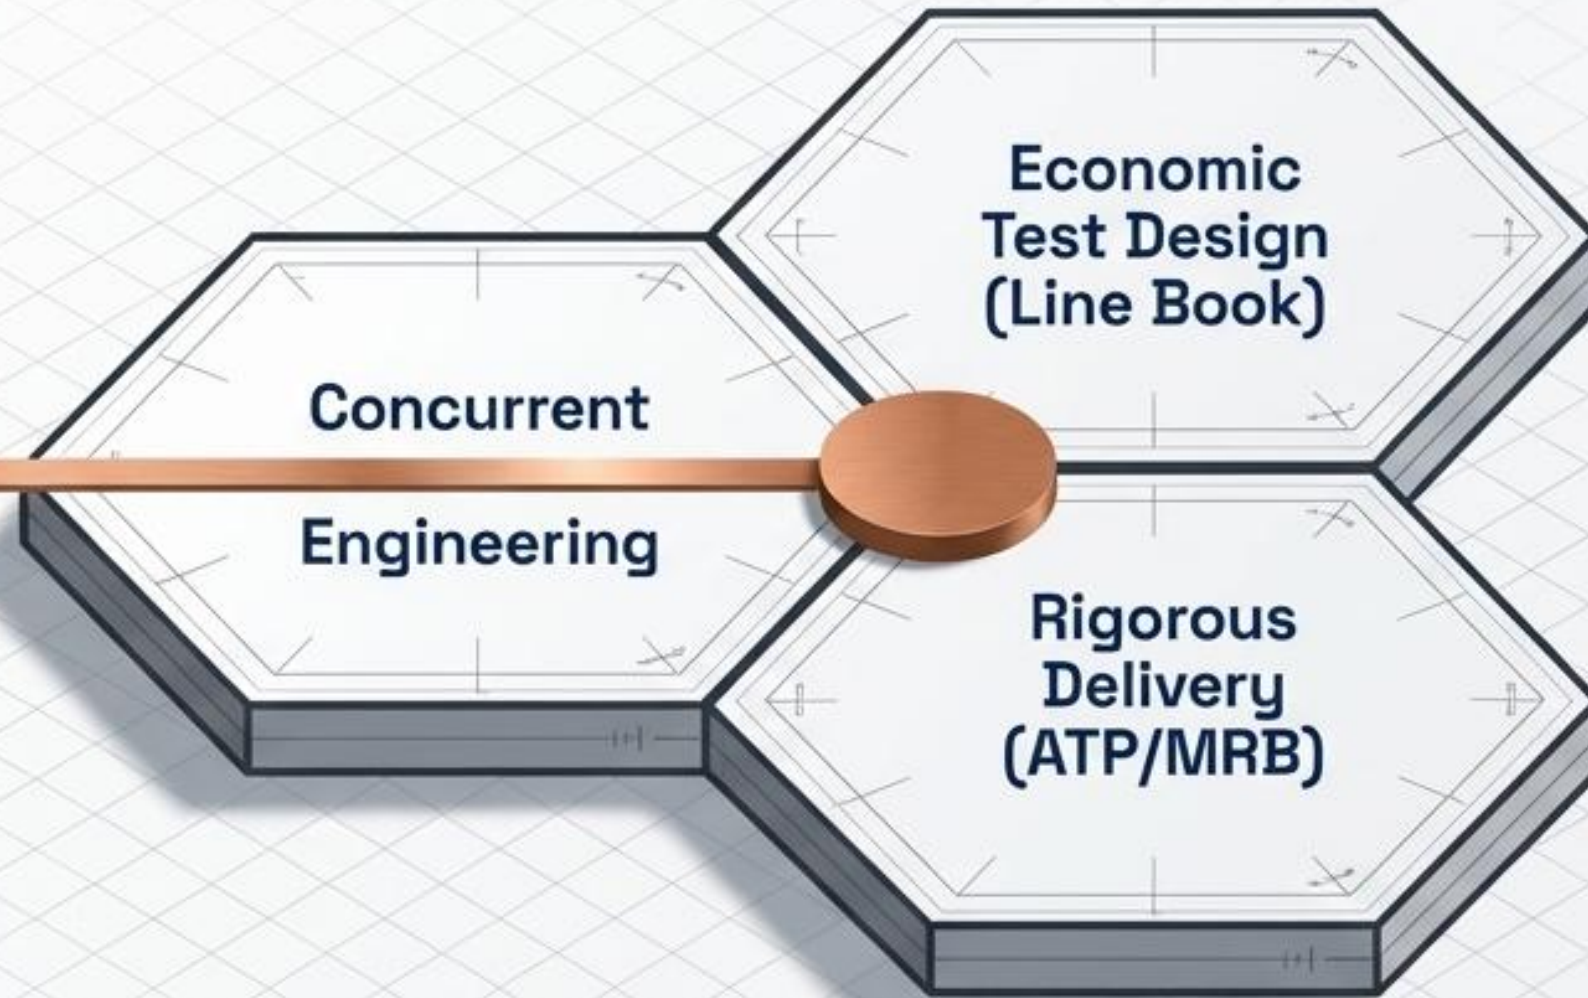 Concurrent
Engineering
Economic
Test Design
(Line Book)
Rigorous
Delivery
(ATP/MRB)